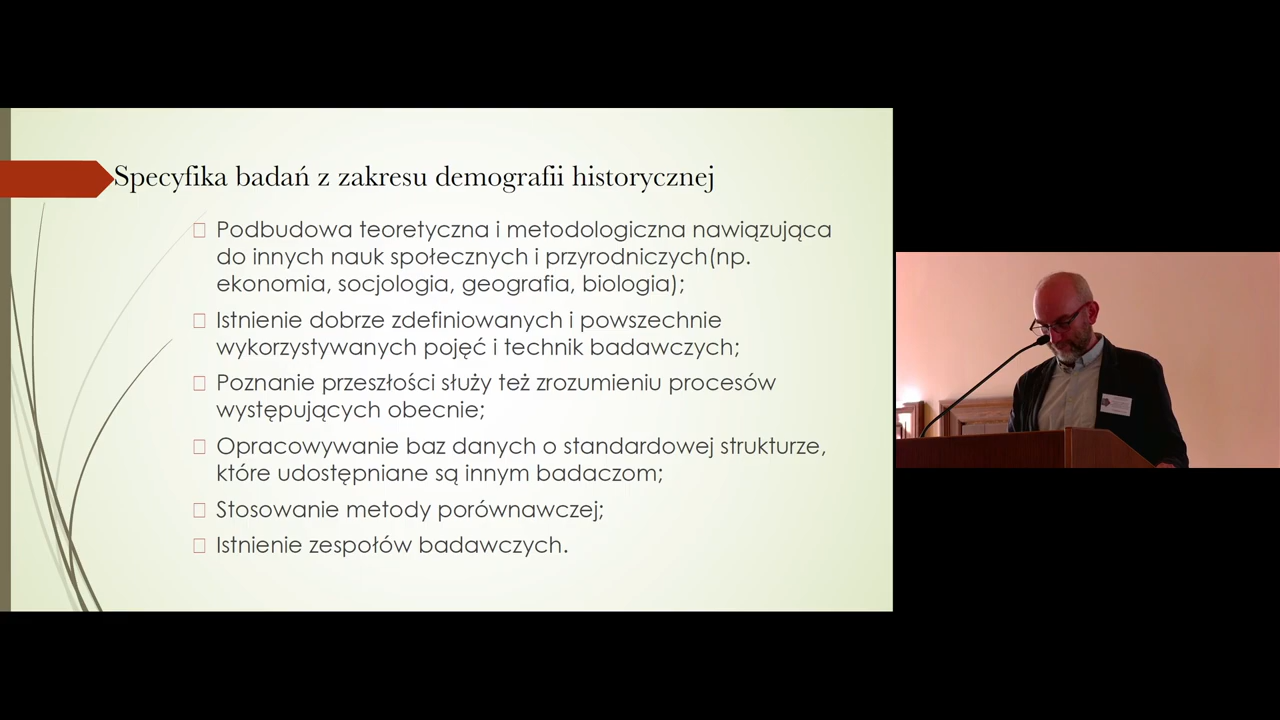 Specyfika badań z zakresu demografii historycznej
Podbudowa teoretyczna i metodologiczna nawiązująca
do innych nauk społecznych i przyrodniczych(np.
ekonomia, socjologia, geografia, biologia);
Istnienie dobrze zdefiniowanych i powszechnie
wykorzystywanych pojęć i technik badawczych;
Poznanie przeszłości służy też zrozumieniu procesów
występujących obecnie;
Opracowywanie baz danych o standardowej strukturze,
które udostępniane są innym badaczom;
Stosowanie metody porównawczej;
Istnienie zespołów badawczych.